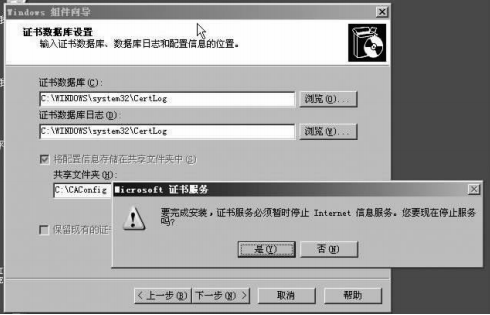 Windows 组件向导
证书数据库设置
输入证书数据库、数据库日志和配置信息的位置。
证书数据库(C):
C:\WINDOWS\system32\CertLog
浏览(O)...
证书数据库日志(D):
C:\WINDOWS\system32\CertLog
浏览(W)...
将配置信息存储在共享文件夹中(S)
共享文件夹(H):
C:\CAConfig
保留现有的证
Microsoft 证书服务
要完成安装，证书服务必须暂时停止 Internet 信息服务。您要现在停止服务
吗?
是(Y)
否(N)
<上一步(B)
下一步(N)>
取消
帮助